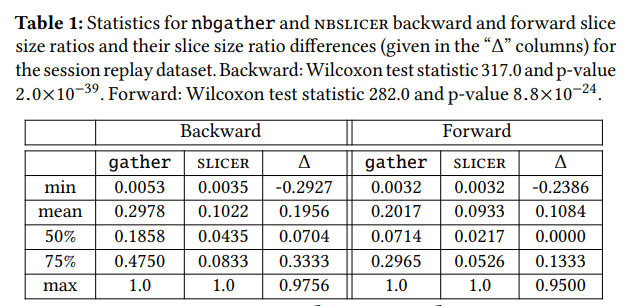 Table 1: Statistics for nbgather and NBSLICER backward and forward slice
size ratios and their slice size ratio differences (given in the “Δ” columns) for
the session replay dataset. Backward: Wilcoxon test statistic 317.0 and p-value
2.0×10⁻³⁹. Forward: Wilcoxon test statistic 282.0 and p-value 8.8×10⁻²⁴.
Backward Forward
gather SLICER Δ gather SLICER Δ
min 0.0053 0.0035 -0.2927 0.0032 0.0032 -0.2386
mean 0.2978 0.1022 0.1956 0.2017 0.0933 0.1084
50% 0.1858 0.0435 0.0704 0.0714 0.0217 0.0000
75% 0.4750 0.0833 0.3333 0.2965 0.0526 0.1333
max 1.0 1.0 0.9756 1.0 1.0 0.9500